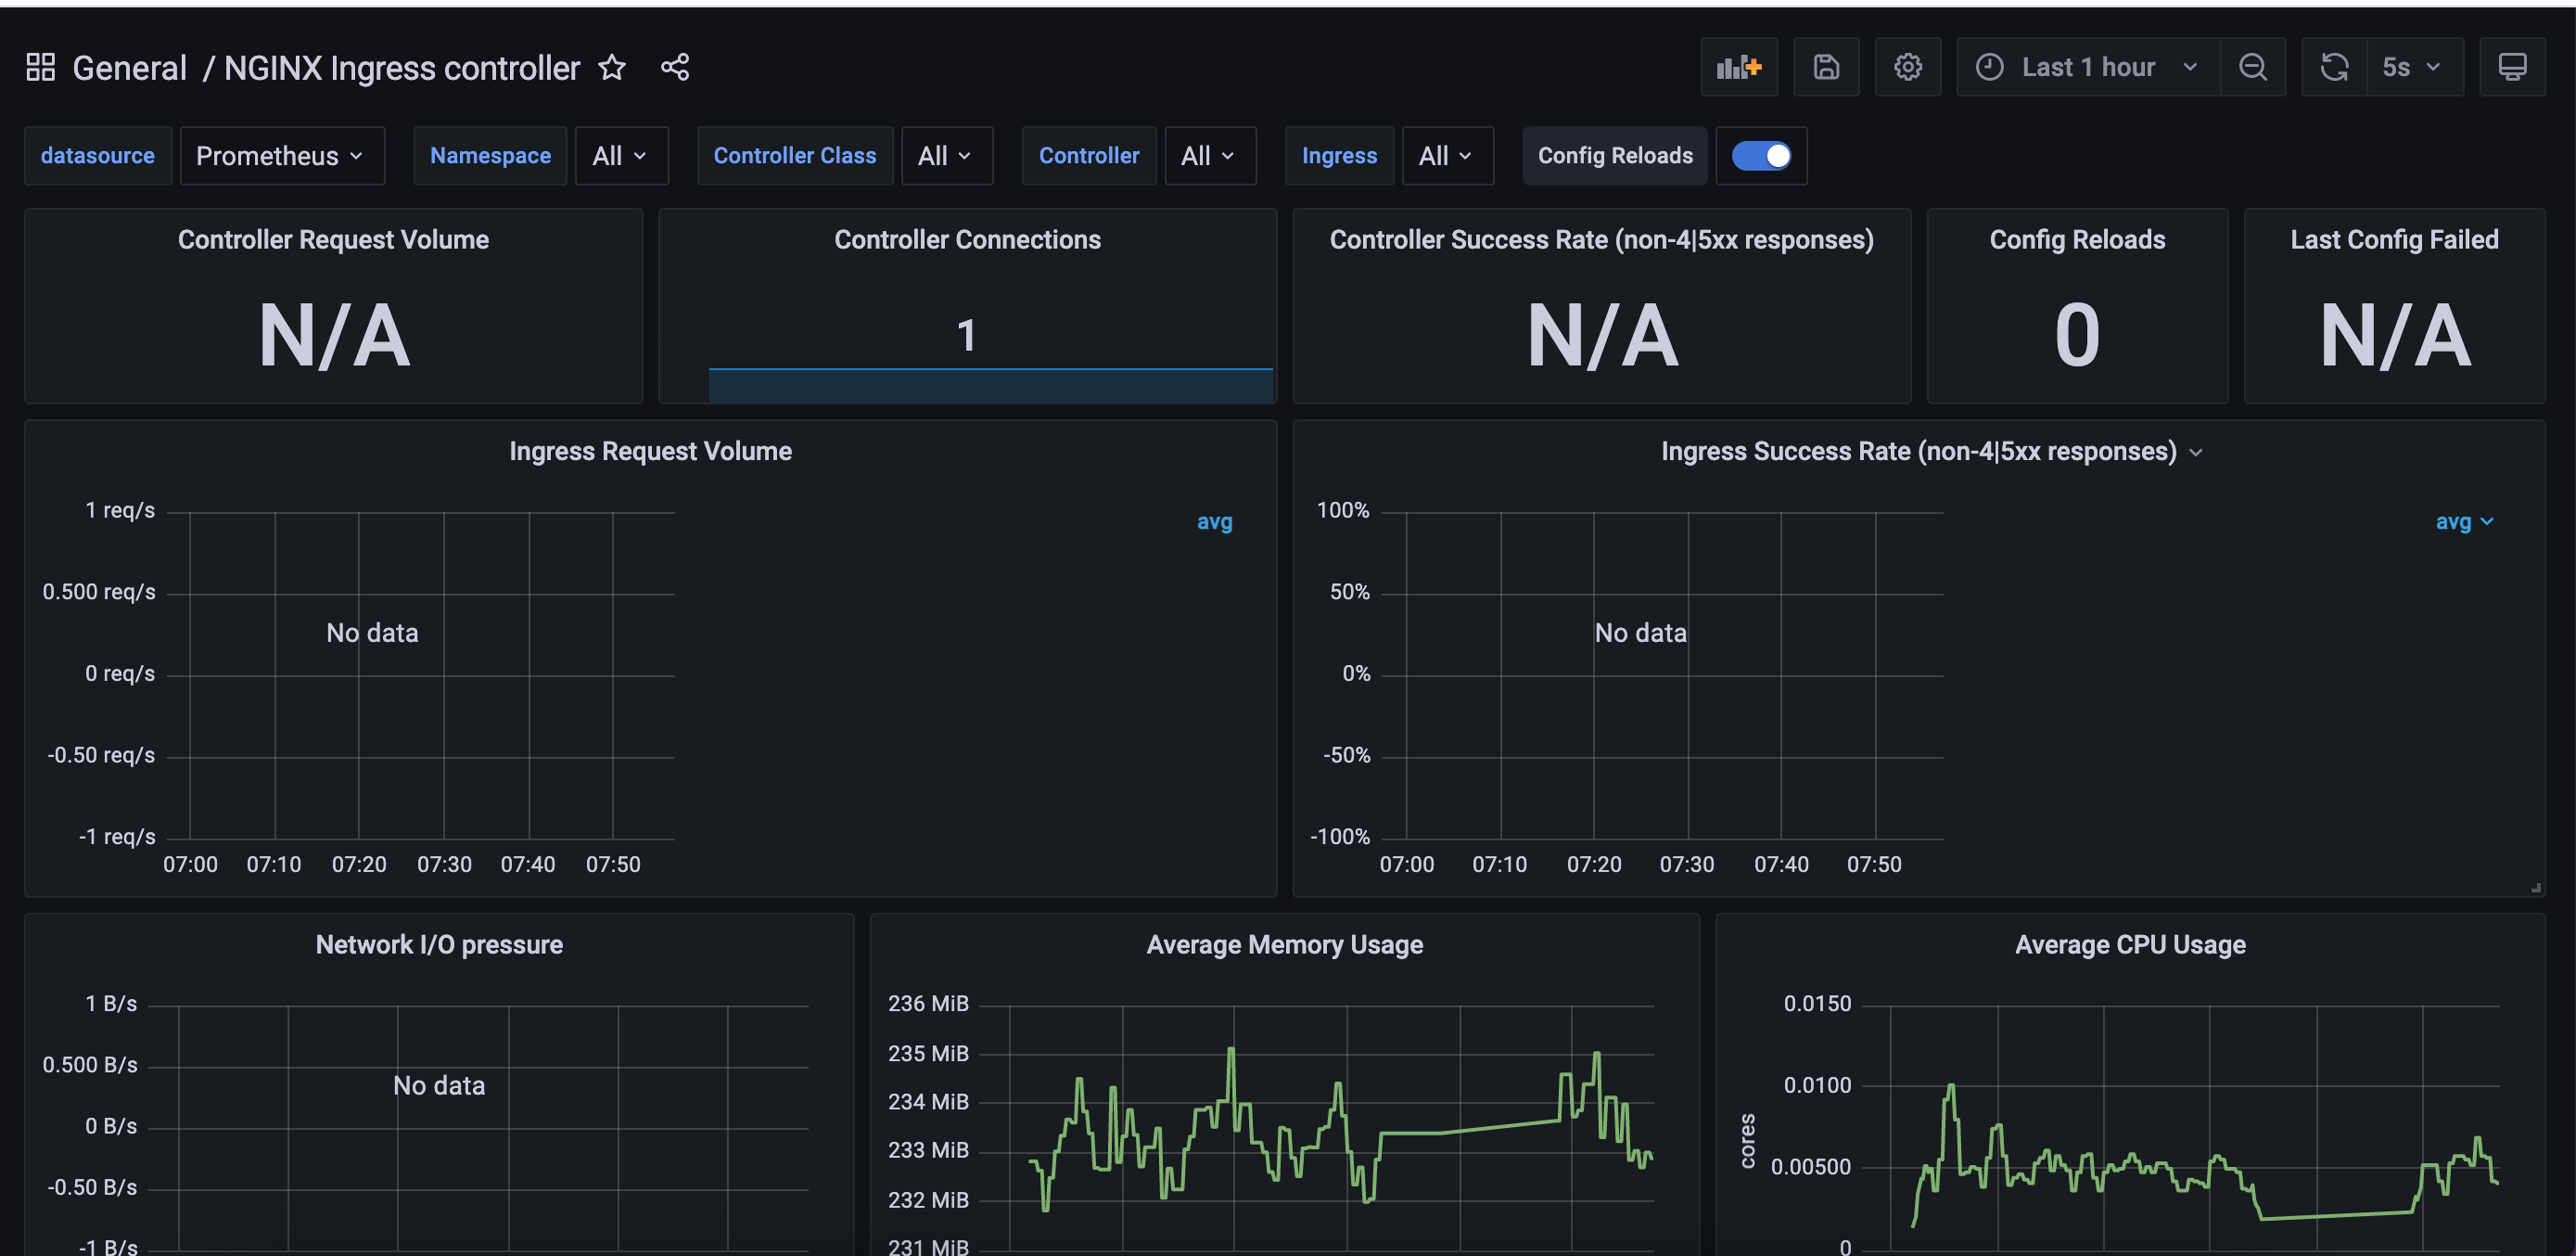 General / NGINX Ingress controller
Last 1 hour
5s
datasource Prometheus Namespace All Controller Class All Controller All Ingress All Config Reloads
Controller Request Volume
N/A
Controller Connections
1
Controller Success Rate (non-4|5xx responses)
N/A
Config Reloads
0
Last Config Failed
N/A
Ingress Request Volume
1 req/s
0.500 req/s
0 req/s
-0.50 req/s
-1 req/s
No data
07:00 07:10 07:20 07:30 07:40 07:50
avg
Ingress Success Rate (non-4|5xx responses)
100%
50%
0%
-50%
-100%
No data
07:00 07:10 07:20 07:30 07:40 07:50
avg
Network I/O pressure
1 B/s
0.500 B/s
0 B/s
-0.50 B/s
-1 B/s
No data
Average Memory Usage
236 MiB
235 MiB
234 MiB
233 MiB
232 MiB
231 MiB
Average CPU Usage
cores
0.0150
0.0100
0.00500
0